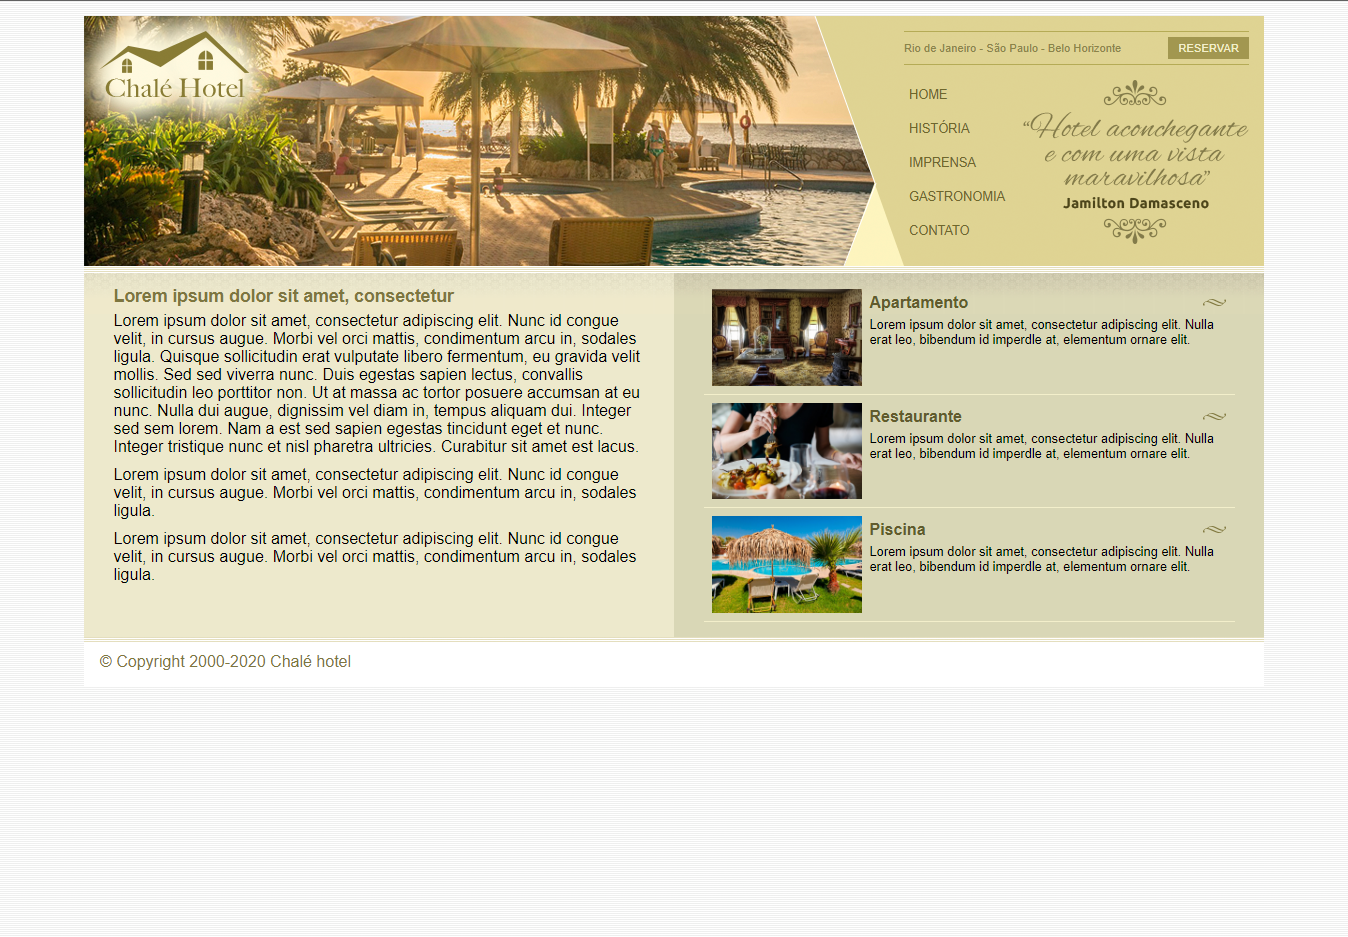 Chalé Hotel
Rio de Janeiro - São Paulo - Belo Horizonte
RESERVAR
HOME
HISTÓRIA
IMPRENSA
GASTRONOMIA
CONTATO
“Hotel aconchegante
e com uma vista
maravilhosa”
Jamilton Damasceno
Lorem ipsum dolor sit amet, consectetur
Lorem ipsum dolor sit amet, consectetur adipiscing elit. Nunc id congue
velit, in cursus augue. Morbi vel orci mattis, condimentum arcu in, sodales
ligula. Quisque sollicitudin erat vulputate libero fermentum, eu gravida velit
mollis. Sed sed viverra nunc. Duis egestas sapien lectus, convallis
sollicitudin leo porttitor non. Ut at massa ac tortor posuere accumsan at eu
nunc. Nulla dui augue, dignissim vel diam in, tempus aliquam dui. Integer
sed sem lorem. Nam a est sed sapien egestas tincidunt eget et nunc.
Integer tristique nunc et nisl pharetra ultricies. Curabitur sit amet est lacus.
Lorem ipsum dolor sit amet, consectetur adipiscing elit. Nunc id congue
velit, in cursus augue. Morbi vel orci mattis, condimentum arcu in, sodales
ligula.
Lorem ipsum dolor sit amet, consectetur adipiscing elit. Nunc id congue
velit, in cursus augue. Morbi vel orci mattis, condimentum arcu in, sodales
ligula.
Apartamento
Lorem ipsum dolor sit amet, consectetur adipiscing elit. Nulla
erat leo, bibendum id imperdle at, elementum ornare elit.
Restaurante
Lorem ipsum dolor sit amet, consectetur adipiscing elit. Nulla
erat leo, bibendum id imperdle at, elementum ornare elit.
Piscina
Lorem ipsum dolor sit amet, consectetur adipiscing elit. Nulla
erat leo, bibendum id imperdle at, elementum ornare elit.
© Copyright 2000-2020 Chalé hotel